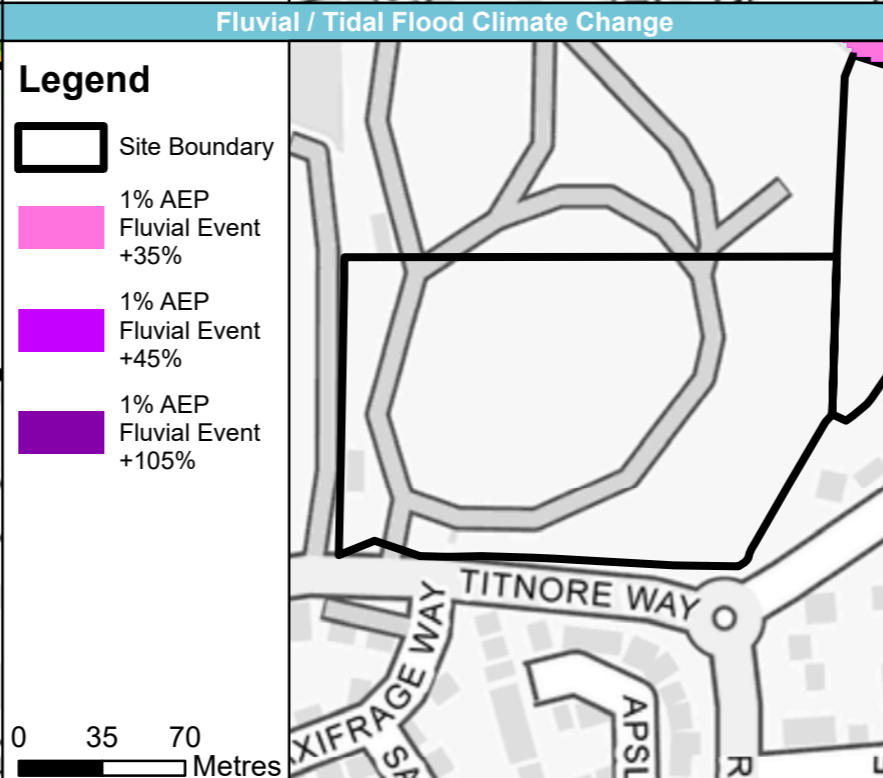 Fluvial / Tidal Flood Climate Change
Legend
Site Boundary
1% AEP
Fluvial Event
+35%
1% AEP
Fluvial Event
+45%
1% AEP
Fluvial Event
+105%
0 35 70
Metres
TITNORE WAY
XIFRAGE WAY
SA
APSL
R